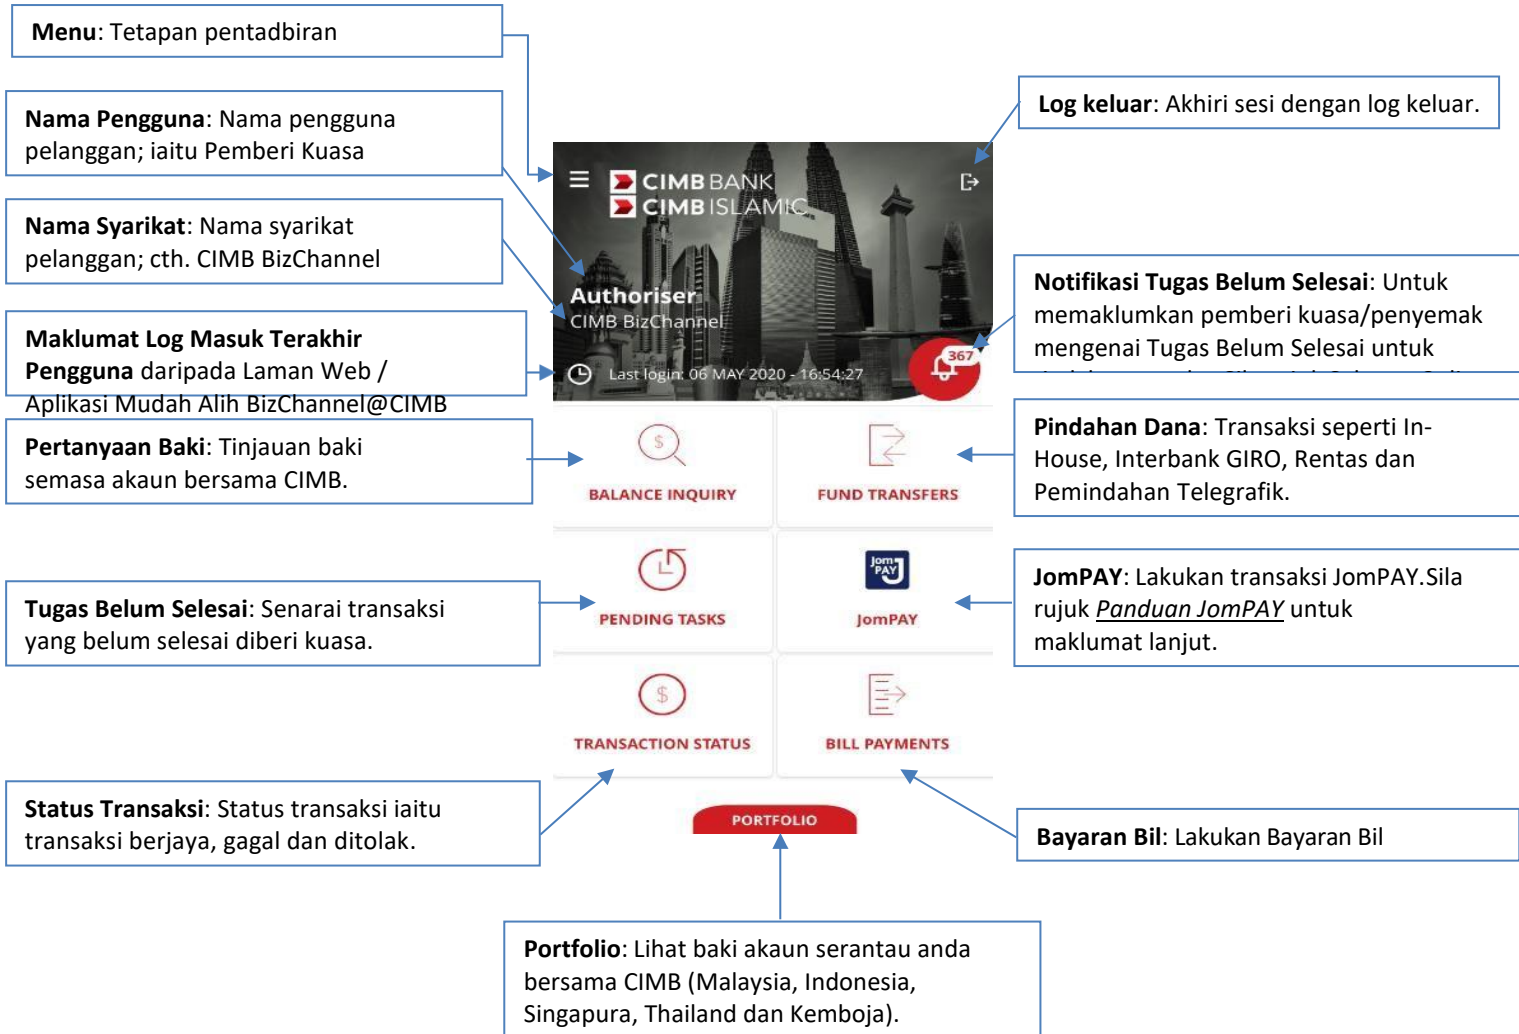 Menu: Tetapan pentadbiran
Nama Pengguna: Nama pengguna
pelanggan; iaitu Pemberi Kuasa
Nama Syarikat: Nama syarikat
pelanggan; cth. CIMB BizChannel
Maklumat Log Masuk Terakhir
Pengguna daripada Laman Web /
Aplikasi Mudah Alih BizChannel@CIMB
Pertanyaan Baki: Tinjauan baki
semasa akaun bersama CIMB.
Tugas Belum Selesai: Senarai transaksi
yang belum selesai diberi kuasa.
Status Transaksi: Status transaksi iaitu
transaksi berjaya, gagal dan ditolak.
CIMB BANK
CIMB ISLAMIC
Authoriser
CIMB BizChannel
Last login: 06 MAY 2020 - 16:54:27
367
BALANCE INQUIRY
FUND TRANSFERS
PENDING TASKS
Jom
PAY
JomPAY
TRANSACTION STATUS
BILL PAYMENTS
PORTFOLIO
Log keluar: Akhiri sesi dengan log keluar.
Notifikasi Tugas Belum Selesai: Untuk
memaklumkan pemberi kuasa/penyemak
mengenai Tugas Belum Selesai untuk
Pindahan Dana: Transaksi seperti In-
House, Interbank GIRO, Rentas dan
Pemindahan Telegrafik.
JomPAY: Lakukan transaksi JomPAY.Sila
rujuk Panduan JomPAY untuk
maklumat lanjut.
Bayaran Bil: Lakukan Bayaran Bil
Portfolio: Lihat baki akaun serantau anda
bersama CIMB (Malaysia, Indonesia,
Singapura, Thailand dan Kemboja).